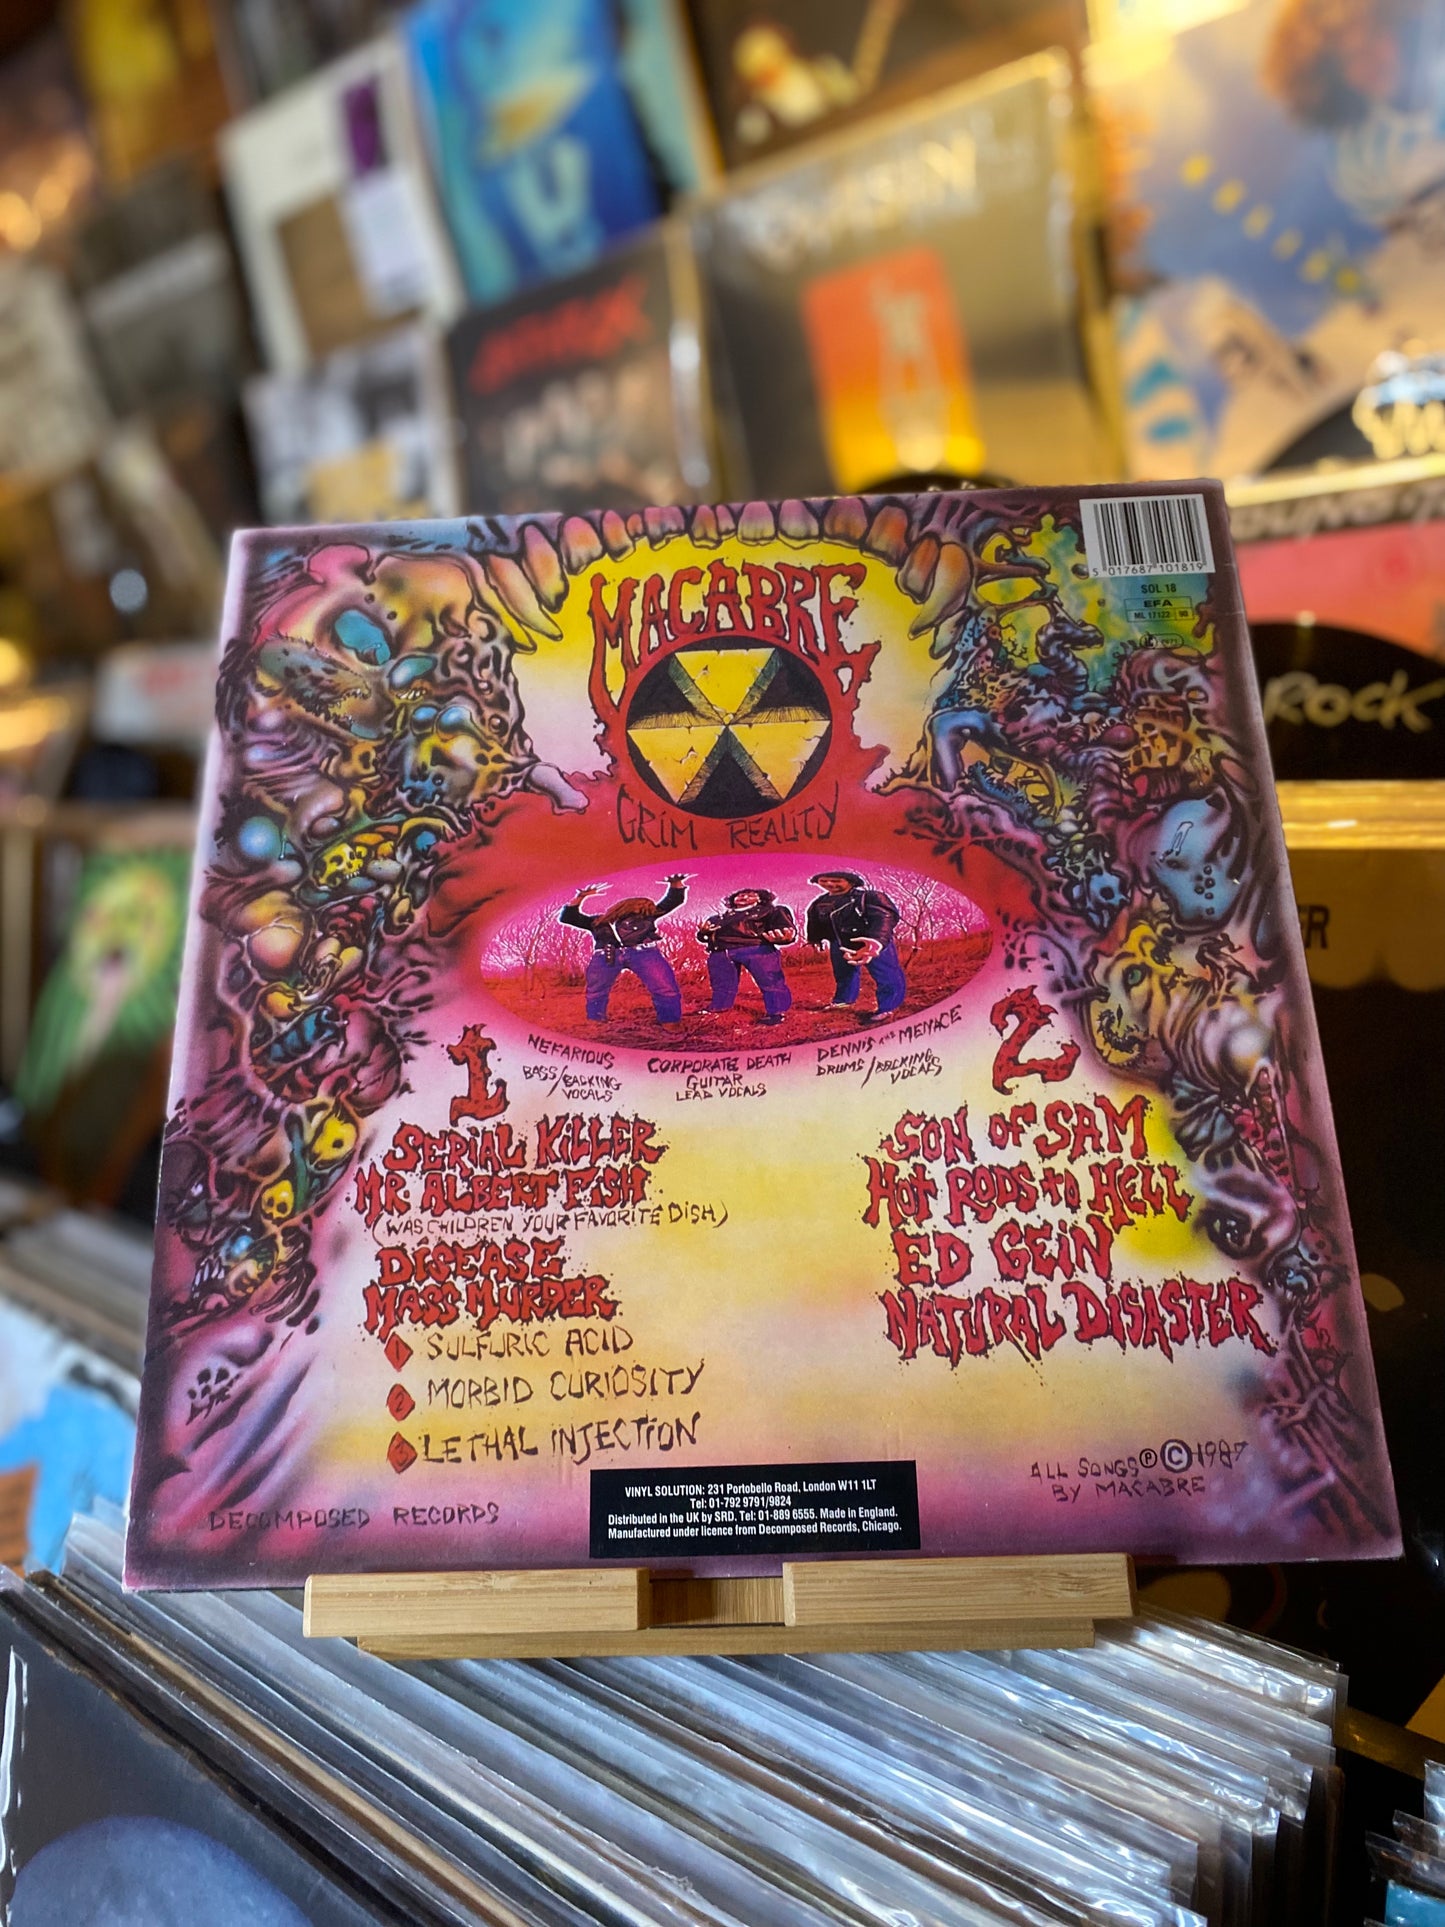 5 017687 101819
SOL 18
EFA
MACABRE
GRIM REALITY
NEFARIOUS
BASS/BACKING
VOCALS
CORPORATE DEATH
GUITAR
LEAD VOCALS
DENNIS THE MENACE
DRUMS/BACKING
VOCALS
1
SERIAL KILLER
MR. ALBERT FISH
(WAS CHILDREN YOUR FAVORITE DISH)
DISEASE
MASS MURDER
1 SULFURIC ACID
2 MORBID CURIOSITY
3 LETHAL INJECTION
2
SON OF SAM
HOT RODS to HELL
ED GEiN
NATURAL DISASTER
ALL SONGS Ⓟ © 1987
BY MACABRE
DECOMPOSED RECORDS
VINYL SOLUTION: 231 Portobello Road, London W11 1LT
Tel: 01-792 9791/9824
Distributed in the UK by SRD. Tel: 01-889 6555. Made in England.
Manufactured under licence from Decomposed Records, Chicago.
ROCK